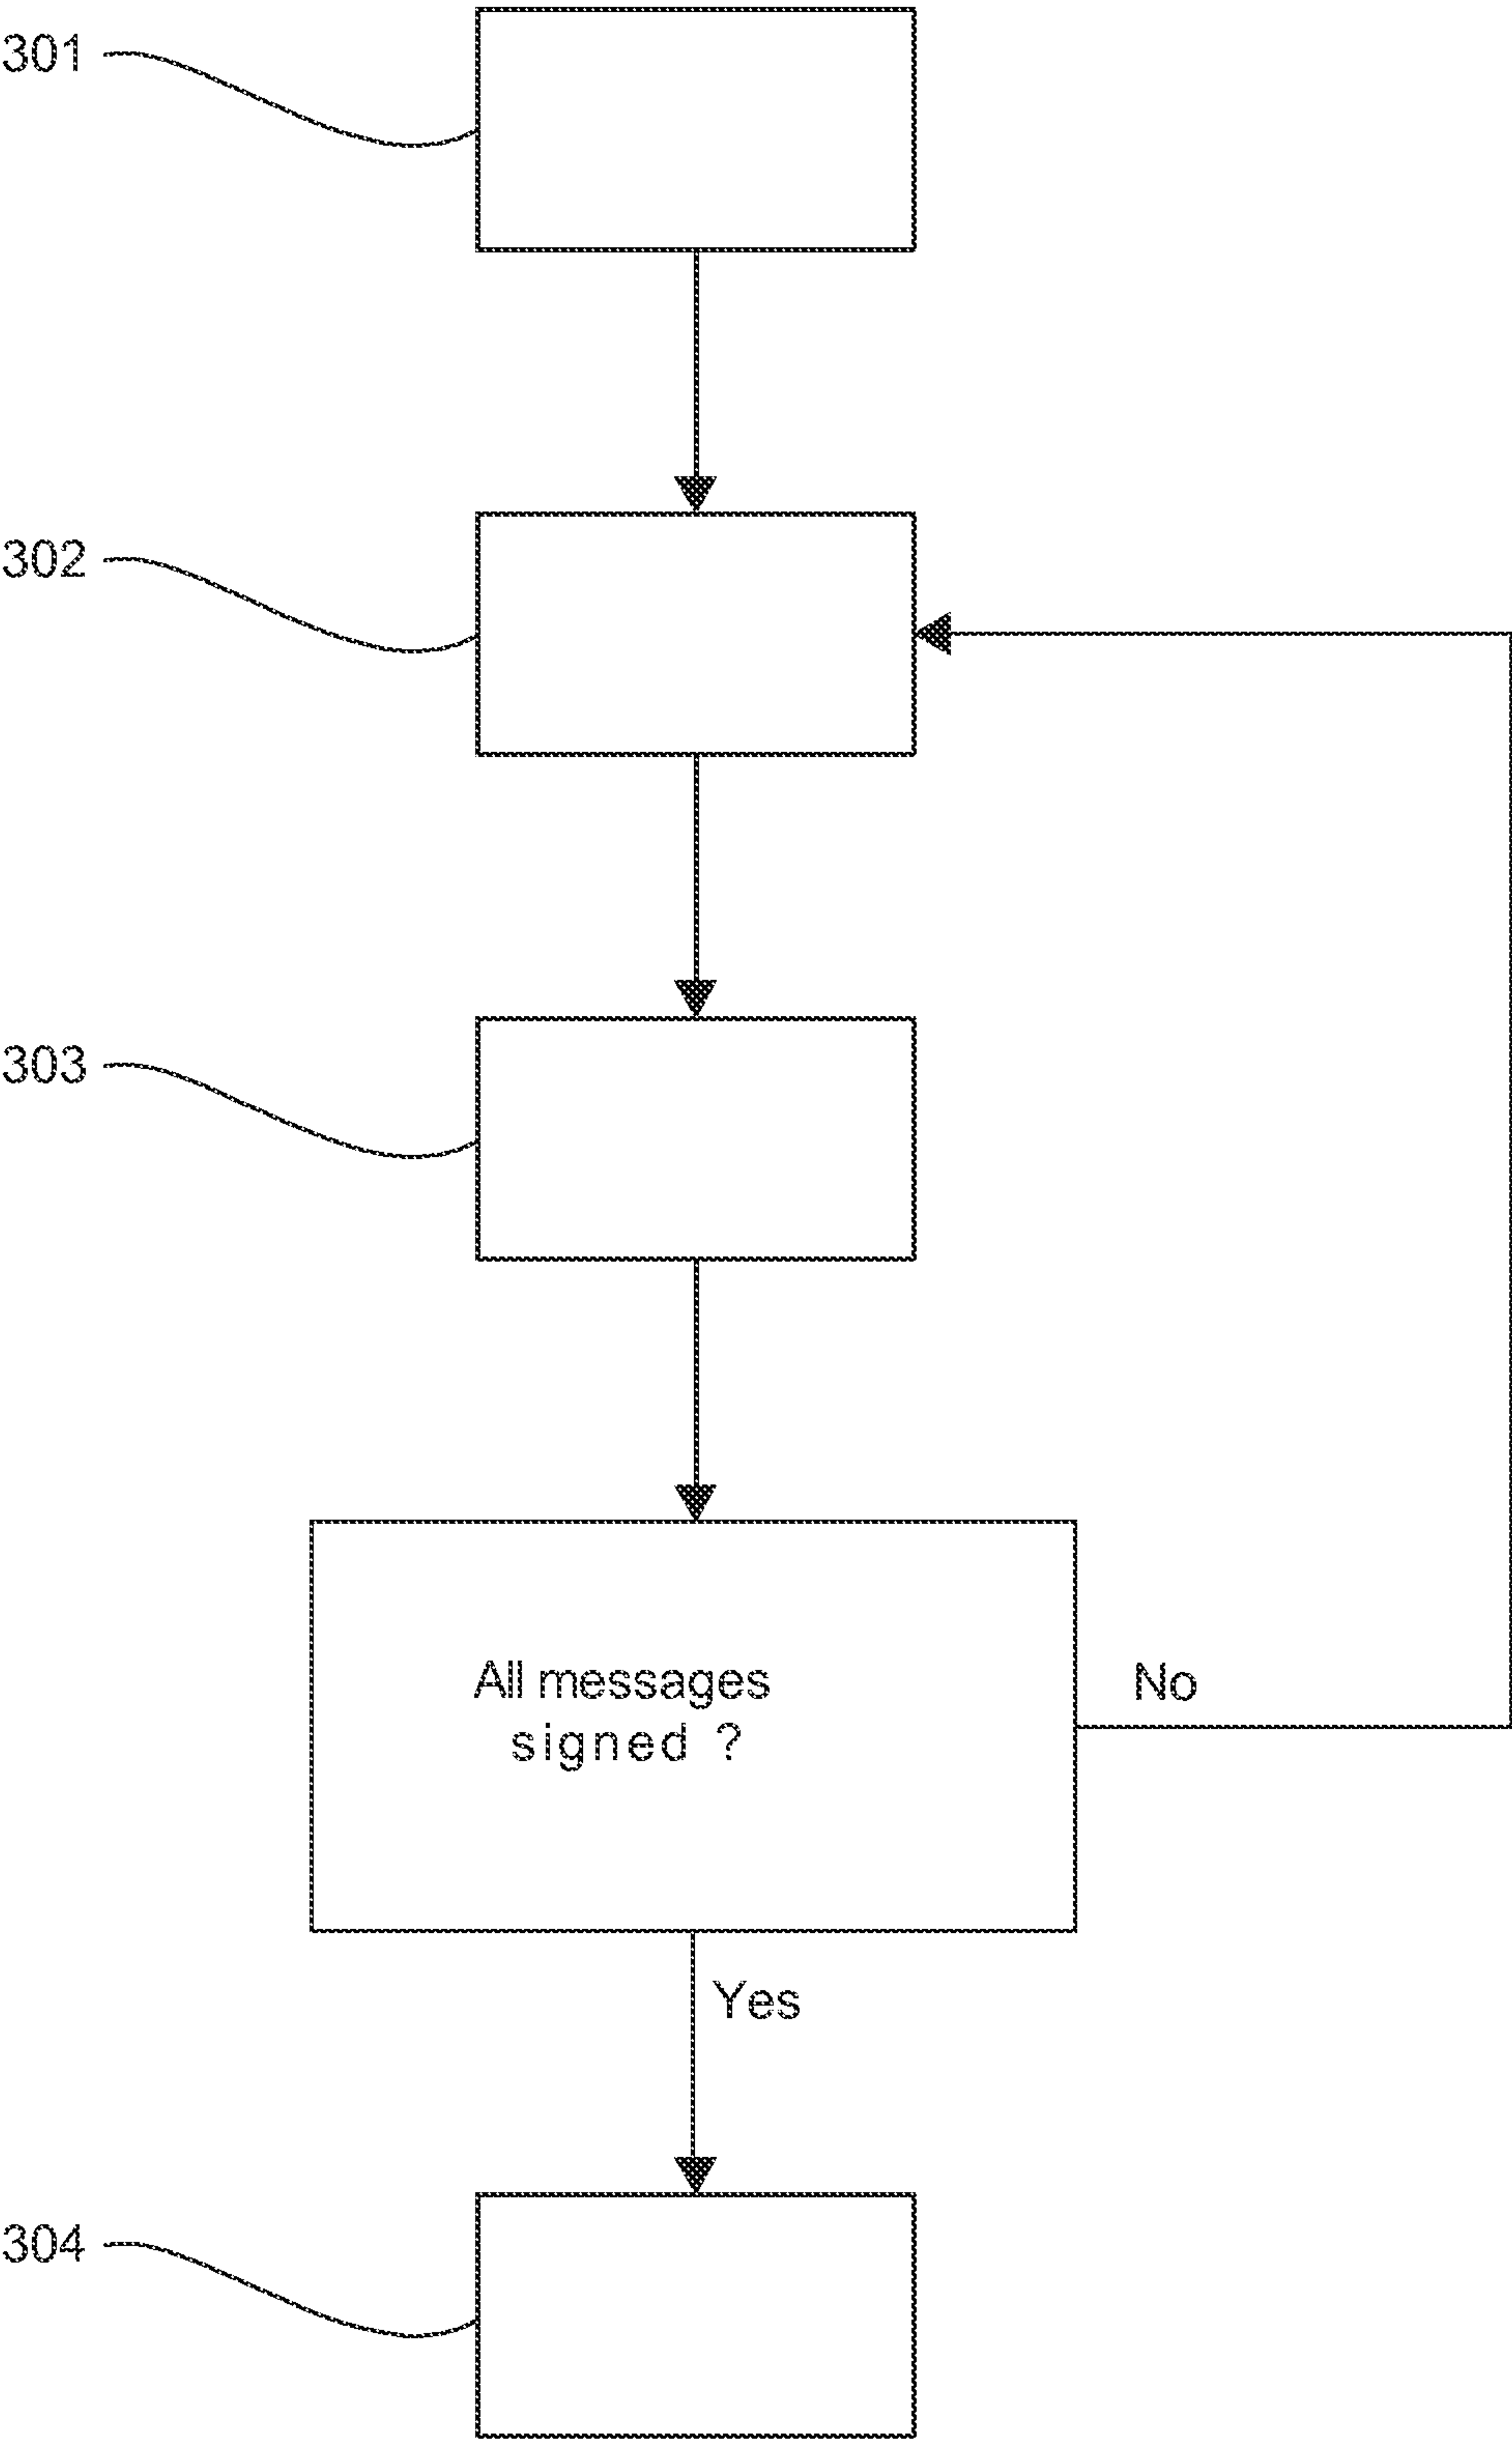 301
302
303
All messages
signed ?
No
Yes
304